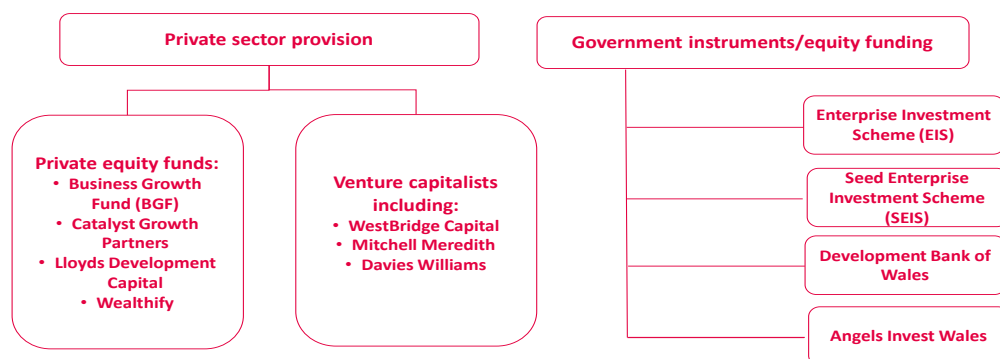 Private sector provision
Private equity funds:
• Business Growth
Fund (BGF)
• Catalyst Growth
Partners
• Lloyds Development
Capital
• Wealthify
Venture capitalists
including:
• WestBridge Capital
• Mitchell Meredith
• Davies Williams
Government instruments/equity funding
Enterprise Investment
Scheme (EIS)
Seed Enterprise
Investment Scheme
(SEIS)
Development Bank of
Wales
Angels Invest Wales